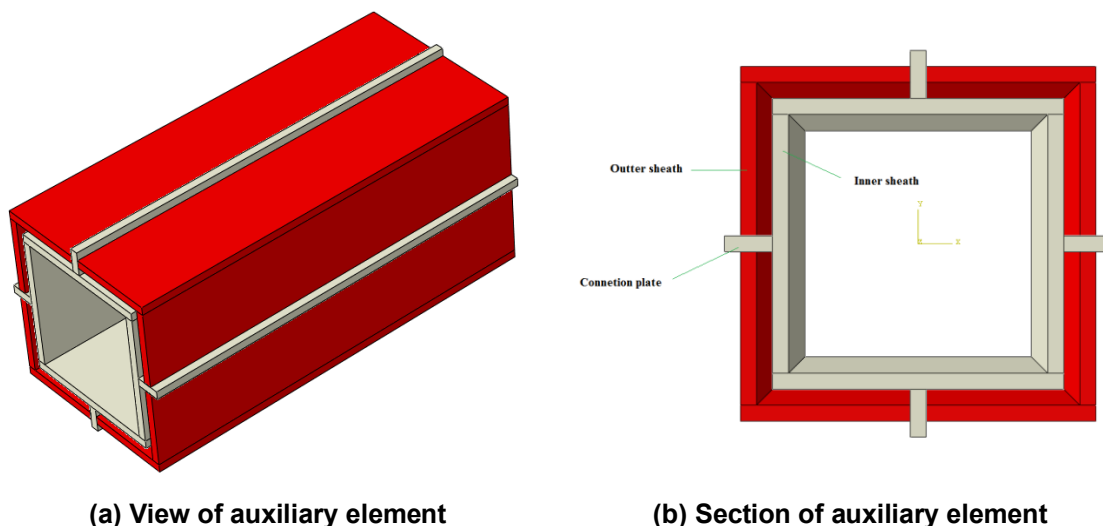 Outter sheath
Inner sheath
Y
Z X
Connetion plate
(a) View of auxiliary element
(b) Section of auxiliary element